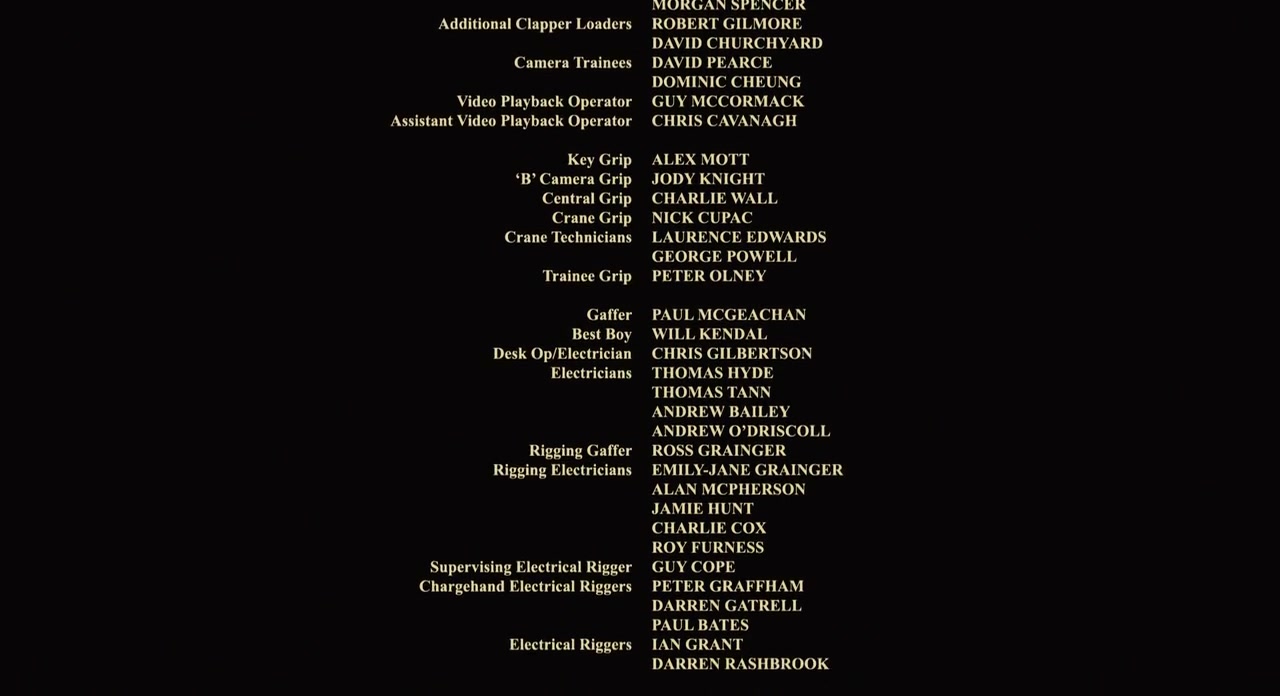 MORGAN SPENCER
Additional Clapper Loaders ROBERT GILMORE
DAVID CHURCHYARD
Camera Trainees DAVID PEARCE
DOMINIC CHEUNG
Video Playback Operator GUY MCCORMACK
Assistant Video Playback Operator CHRIS CAVANAGH
Key Grip ALEX MOTT
‘B’ Camera Grip JODY KNIGHT
Central Grip CHARLIE WALL
Crane Grip NICK CUPAC
Crane Technicians LAURENCE EDWARDS
GEORGE POWELL
Trainee Grip PETER OLNEY
Gaffer PAUL MCGEACHAN
Best Boy WILL KENDAL
Desk Op/Electrician CHRIS GILBERTSON
Electricians THOMAS HYDE
THOMAS TANN
ANDREW BAILEY
ANDREW O’DRISCOLL
Rigging Gaffer ROSS GRAINGER
Rigging Electricians EMILY-JANE GRAINGER
ALAN MCPHERSON
JAMIE HUNT
CHARLIE COX
ROY FURNESS
Supervising Electrical Rigger GUY COPE
Chargehand Electrical Riggers PETER GRAFFHAM
DARREN GATRELL
PAUL BATES
Electrical Riggers IAN GRANT
DARREN RASHBROOK